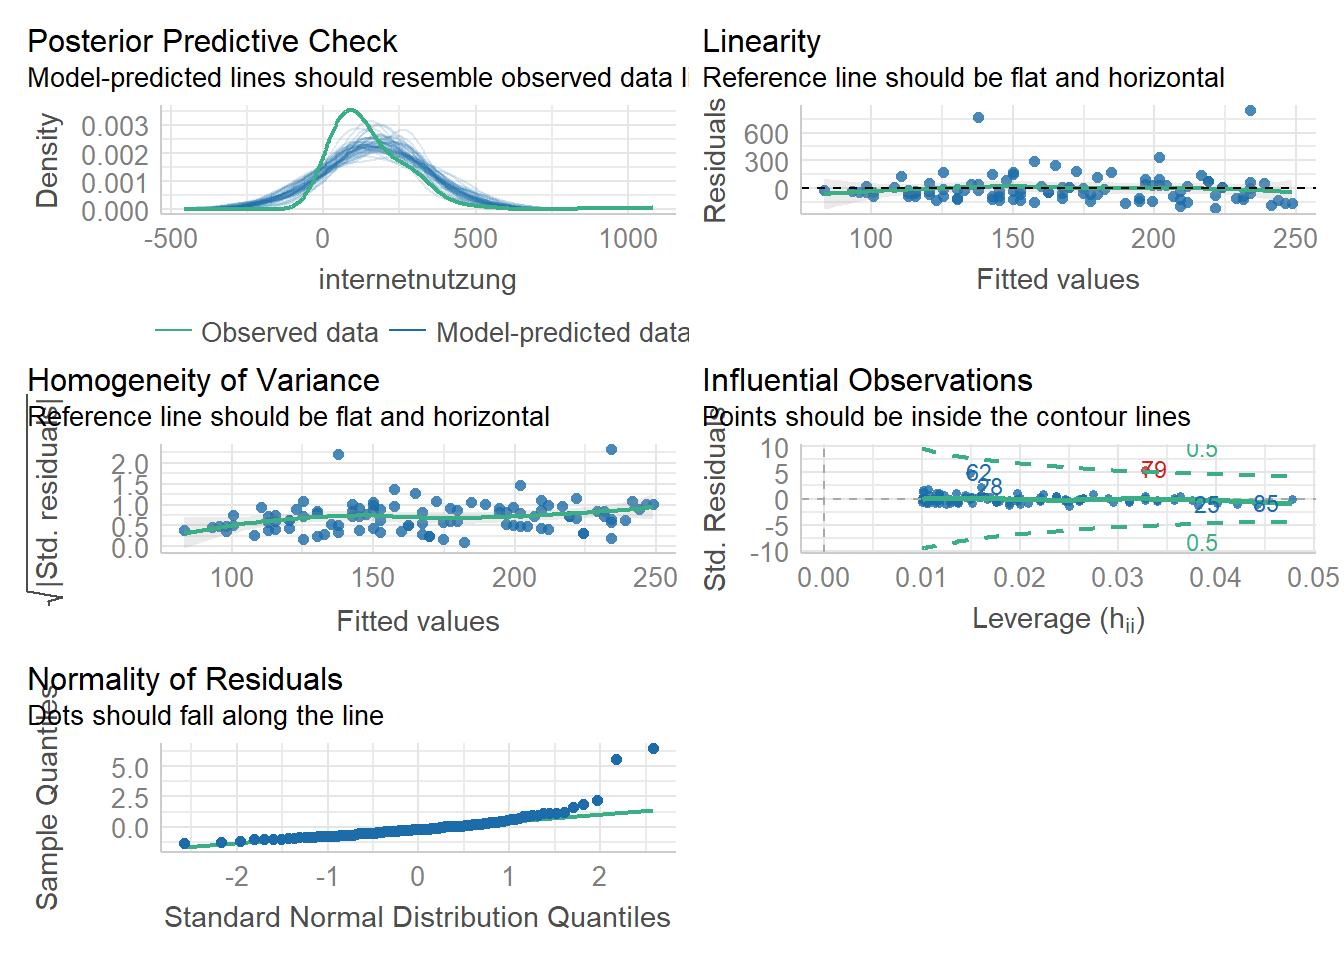 Posterior Predictive Check
Model-predicted lines should resemble observed data li
Density
0.003
0.002
0.001
0.000
-500 0 500 1000
internetnutzung
Observed data Model-predicted data
Linearity
Reference line should be flat and horizontal
Residuals
600
300
0
100 150 200 250
Fitted values
Homogeneity of Variance
Reference line should be flat and horizontal
√|Std. residuals|
2.0
1.5
1.0
0.5
0.0
100 150 200 250
Fitted values
Influential Observations
Points should be inside the contour lines
Std. Residuals
10
5
0
-5
-10
0.5
62
79
78
25
85
0.5
0.00 0.01 0.02 0.03 0.04 0.05
Leverage (hii)
Normality of Residuals
Dots should fall along the line
Sample Quantiles
5.0
2.5
0.0
-2 -1 0 1 2
Standard Normal Distribution Quantiles